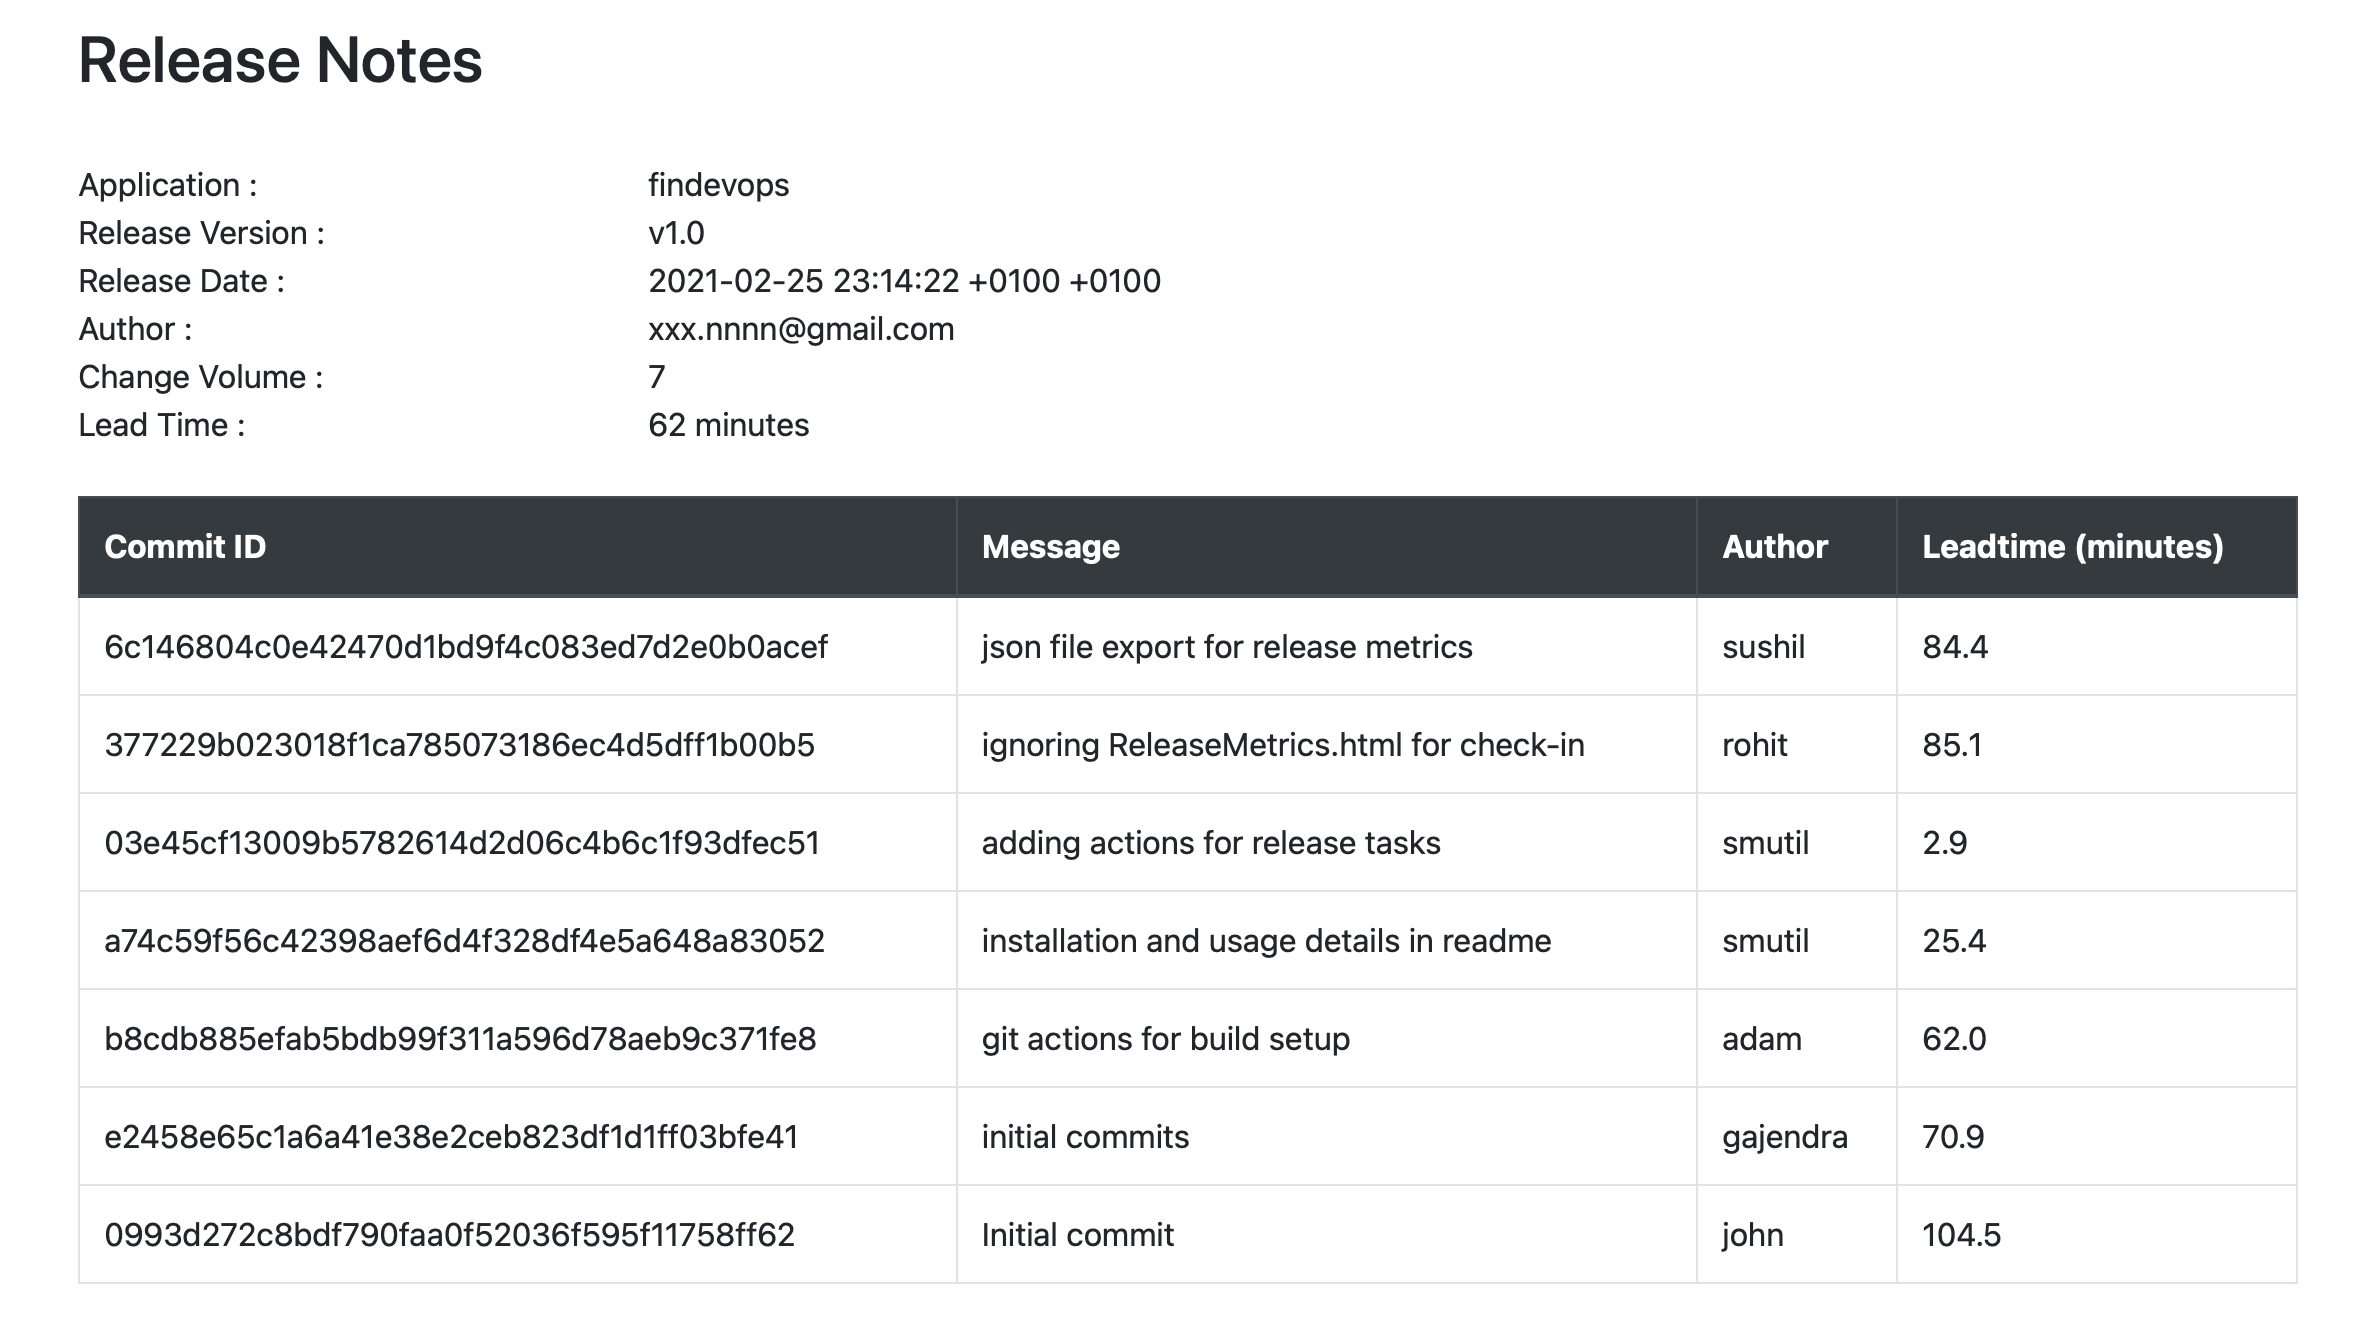 Release Notes
Application : findevops
Release Version : v1.0
Release Date : 2021-02-25 23:14:22 +0100 +0100
Author : xxx.nnnn@gmail.com
Change Volume : 7
Lead Time : 62 minutes
Commit ID Message Author Leadtime (minutes)
6c146804c0e42470d1bd9f4c083ed7d2e0b0acef json file export for release metrics sushil 84.4
377229b023018f1ca785073186ec4d5dff1b00b5 ignoring ReleaseMetrics.html for check-in rohit 85.1
03e45cf13009b5782614d2d06c4b6c1f93dfec51 adding actions for release tasks smutil 2.9
a74c59f56c42398aef6d4f328df4e5a648a83052 installation and usage details in readme smutil 25.4
b8cdb885efab5bdb99f311a596d78aeb9c371fe8 git actions for build setup adam 62.0
e2458e65c1a6a41e38e2ceb823df1d1ff03bfe41 initial commits gajendra 70.9
0993d272c8bdf790faa0f52036f595f11758ff62 Initial commit john 104.5